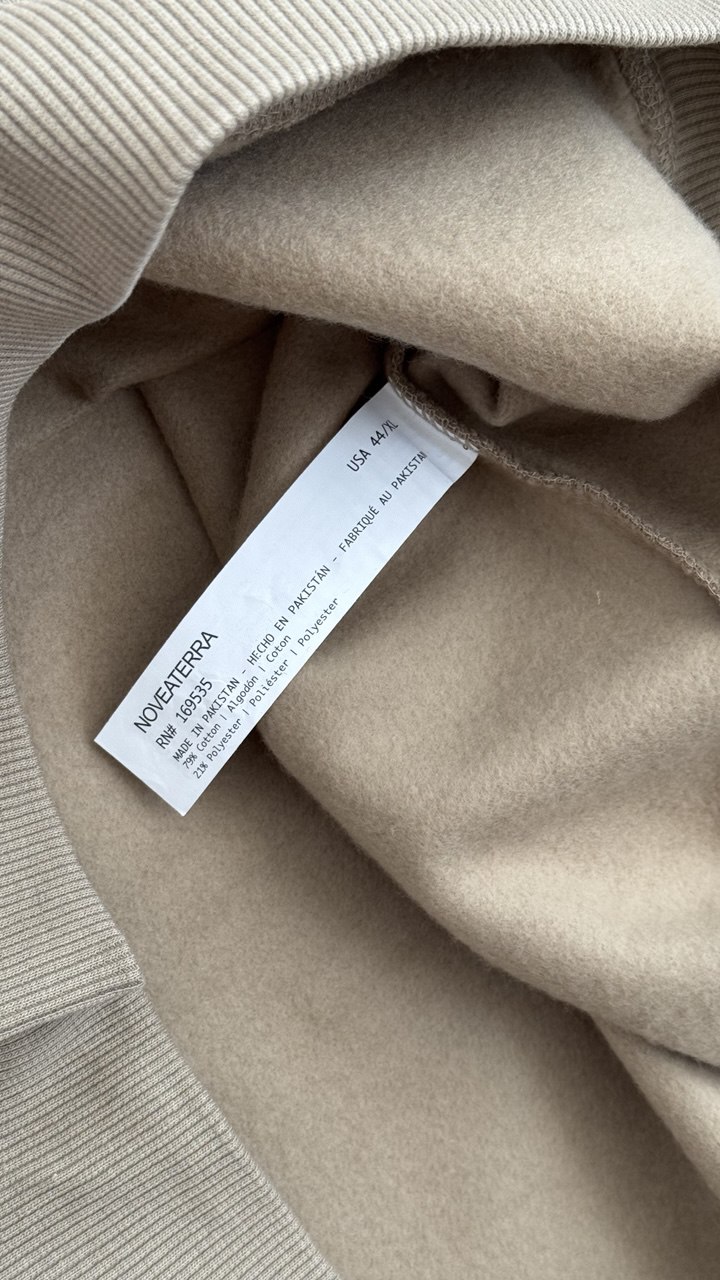 USA 44/XL
NOVEATERRA
RN# 169535
MADE IN PAKISTAN - HECHO EN PAKISTÁN - FABRIQUÉ AU PAKISTAN
79% Cotton | Algodón | Coton
21% Polyester | Poliéster | Polyester